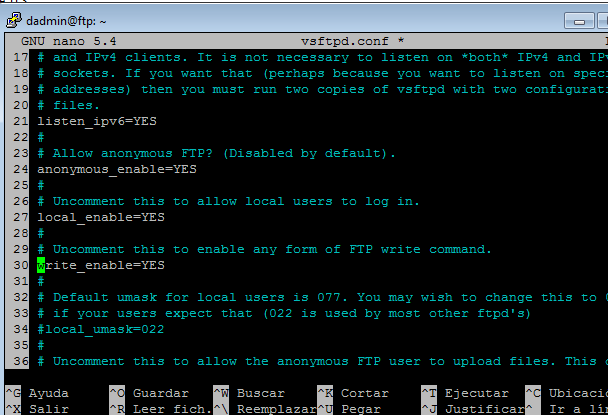 dadmin@ftp: ~
GNU nano 5.4 vsftpd.conf *
17 # and IPv4 clients. It is not necessary to listen on *both* IPv4 and IPv
18 # sockets. If you want that (perhaps because you want to listen on spec
19 # addresses) then you must run two copies of vsftpd with two configurati
20 # files.
21 listen_ipv6=YES
22 #
23 # Allow anonymous FTP? (Disabled by default).
24 anonymous_enable=YES
25 #
26 # Uncomment this to allow local users to log in.
27 local_enable=YES
28 #
29 # Uncomment this to enable any form of FTP write command.
30 write_enable=YES
31 #
32 # Default umask for local users is 077. You may wish to change this to 0
33 # if your users expect that (022 is used by most other ftpd's)
34 #local_umask=022
35 #
36 # Uncomment this to allow the anonymous FTP user to upload files. This o
^G Ayuda ^O Guardar ^W Buscar ^K Cortar ^T Ejecutar ^C Ubicació
^X Salir ^R Leer fich. ^\ Reemplazar ^U Pegar ^J Justificar ^ Ir a lí